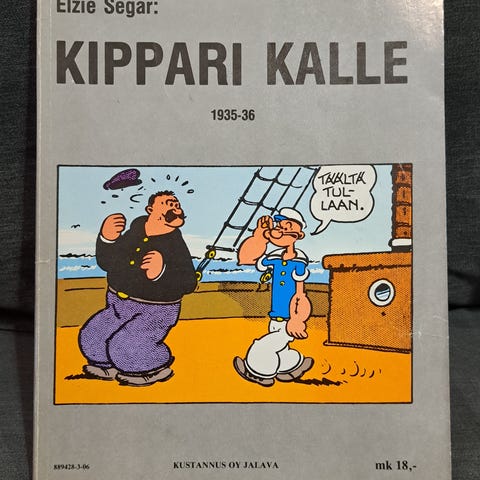 Elzie Segar:
KIPPARI KALLE
1935-36
TÄÄLTÄ
TUL-
LAAN.
889428-3-06
KUSTANNUS OY JALAVA
mk 18,-